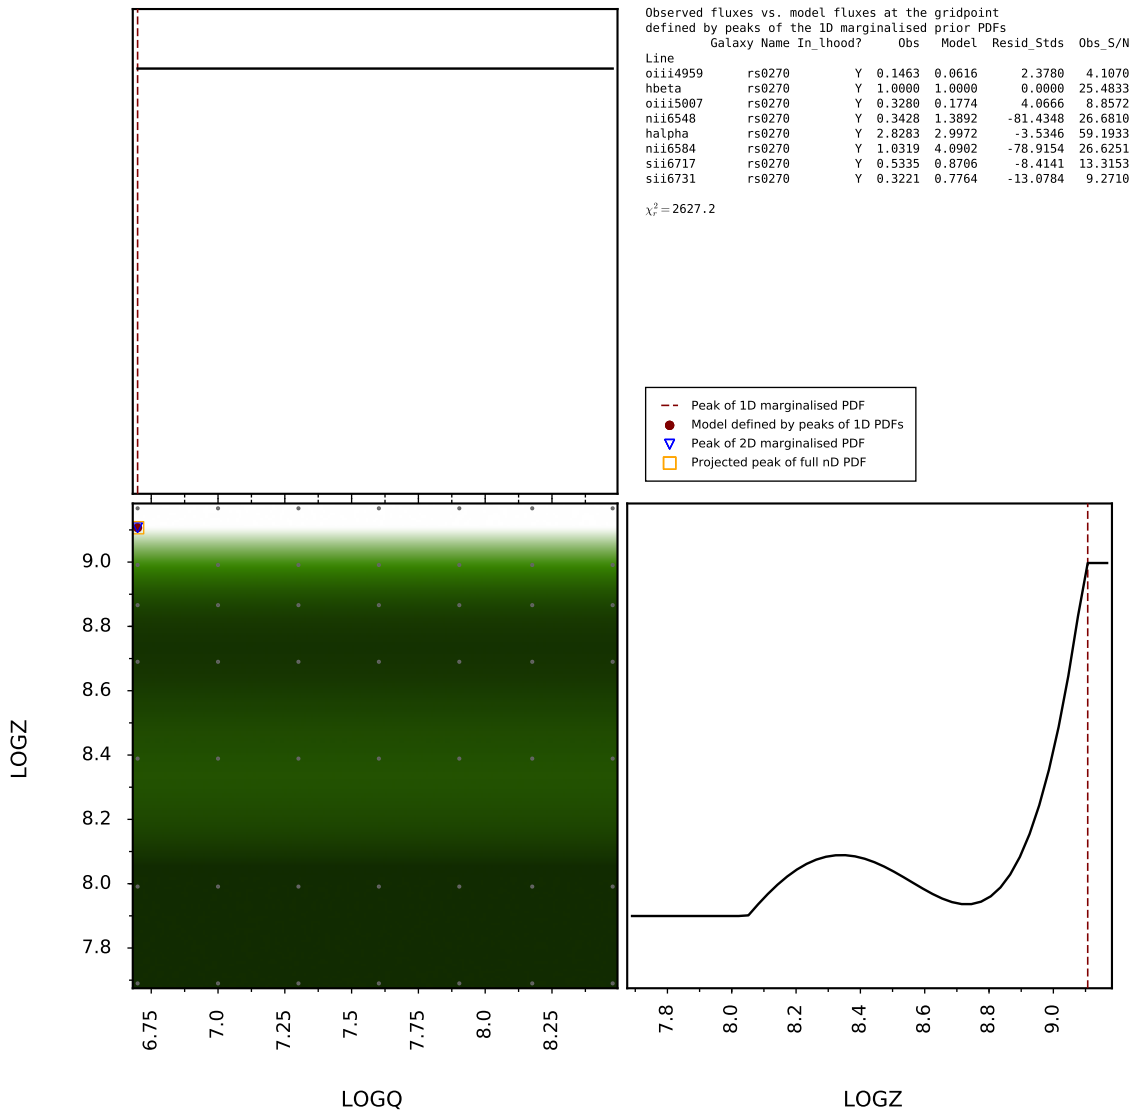 Observed fluxes vs. model fluxes at the gridpoint
defined by peaks of the 1D marginalised prior PDFs
Galaxy Name In_lhood? Obs Model Resid_Stds Obs_S/N
Line
oiii4959 rs0270 Y 0.1463 0.0616 2.3780 4.1070
hbeta rs0270 Y 1.0000 1.0000 0.0000 25.4833
oiii5007 rs0270 Y 0.3280 0.1774 4.0666 8.8572
nii6548 rs0270 Y 0.3428 1.3892 -81.4348 26.6810
halpha rs0270 Y 2.8283 2.9972 -3.5346 59.1933
nii6584 rs0270 Y 1.0319 4.0902 -78.9154 26.6251
sii6717 rs0270 Y 0.5335 0.8706 -8.4141 13.3153
sii6731 rs0270 Y 0.3221 0.7764 -13.0784 9.2710
χ²ᵣ = 2627.2
Peak of 1D marginalised PDF
Model defined by peaks of 1D PDFs
Peak of 2D marginalised PDF
Projected peak of full nD PDF
9.0
8.8
8.6
8.4
8.2
8.0
7.8
LOGZ
6.75 7.0 7.25 7.5 7.75 8.0 8.25
LOGQ
7.8 8.0 8.2 8.4 8.6 8.8 9.0
LOGZ